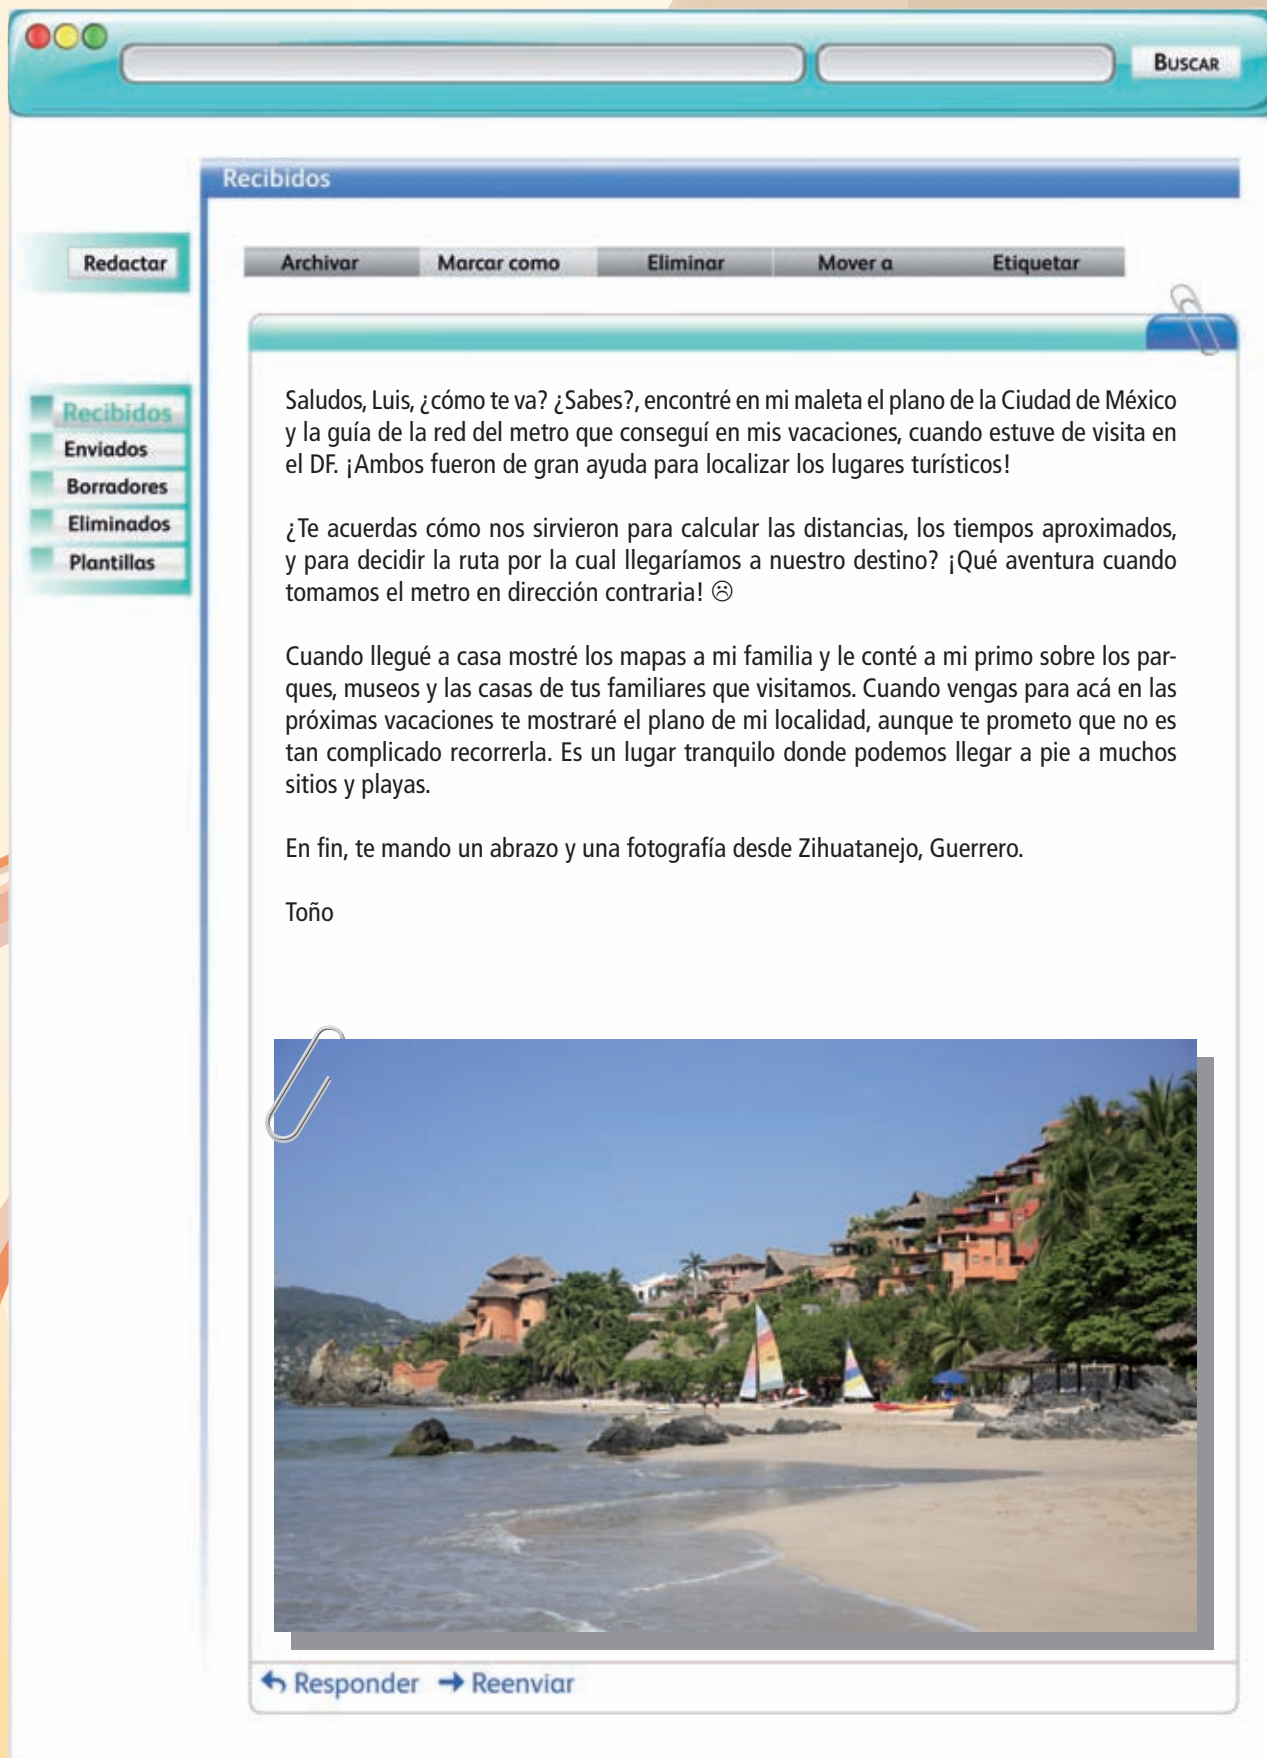 BUSCAR
Recibidos
Redactar
Archivar Marcar como Eliminar Mover a Etiquetar
Recibidos
Enviados
Borradores
Eliminados
Plantillas
Saludos, Luis, ¿cómo te va? ¿Sabes?, encontré en mi maleta el plano de la Ciudad de México
y la guía de la red del metro que conseguí en mis vacaciones, cuando estuve de visita en
el DF. ¡Ambos fueron de gran ayuda para localizar los lugares turísticos!
¿Te acuerdas cómo nos sirvieron para calcular las distancias, los tiempos aproximados,
y para decidir la ruta por la cual llegaríamos a nuestro destino? ¡Qué aventura cuando
tomamos el metro en dirección contraria! ☹
Cuando llegué a casa mostré los mapas a mi familia y le conté a mi primo sobre los par-
ques, museos y las casas de tus familiares que visitamos. Cuando vengas para acá en las
próximas vacaciones te mostraré el plano de mi localidad, aunque te prometo que no es
tan complicado recorrerla. Es un lugar tranquilo donde podemos llegar a pie a muchos
sitios y playas.
En fin, te mando un abrazo y una fotografía desde Zihuatanejo, Guerrero.
Toño
Responder Reenviar